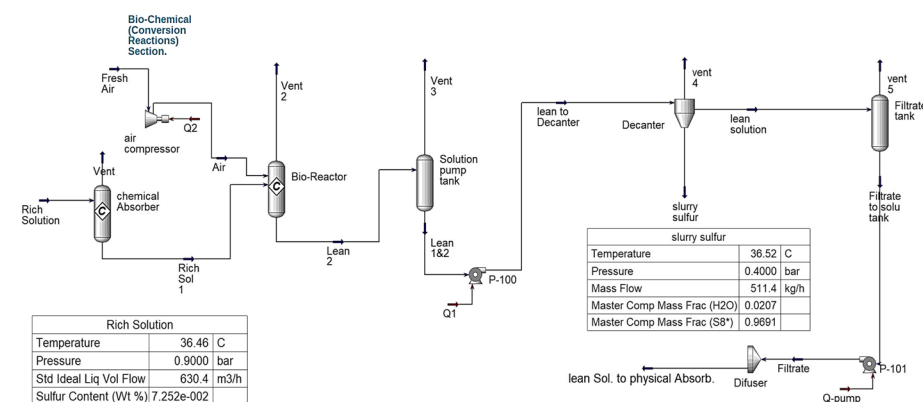 Bio-Chemical
(Conversion
Reactions)
Section.
Fresh
Air
Q2
air
compressor
Air
Vent
chemical
Absorber
Rich
Solution
Rich
Sol
1
Vent
2
Bio-Reactor
Lean
2
Vent
3
Solution
pump
tank
Lean
1&2
P-100
Q1
lean to
Decanter
Decanter
vent
4
lean
solution
slurry
sulfur
vent
5
Filtrate
tank
Filtrate
to solu
tank
slurry sulfur
Temperature 36.52 C
Pressure 0.4000 bar
Mass Flow 511.4 kg/h
Master Comp Mass Frac (H2O) 0.0207
Master Comp Mass Frac (S8*) 0.9691
Rich Solution
Temperature 36.46 C
Pressure 0.9000 bar
Std Ideal Liq Vol Flow 630.4 m3/h
Sulfur Content (Wt %) 7.252e-002
lean Sol. to physical Absorb.
Difuser
Filtrate
P-101
Q-pump
C
C